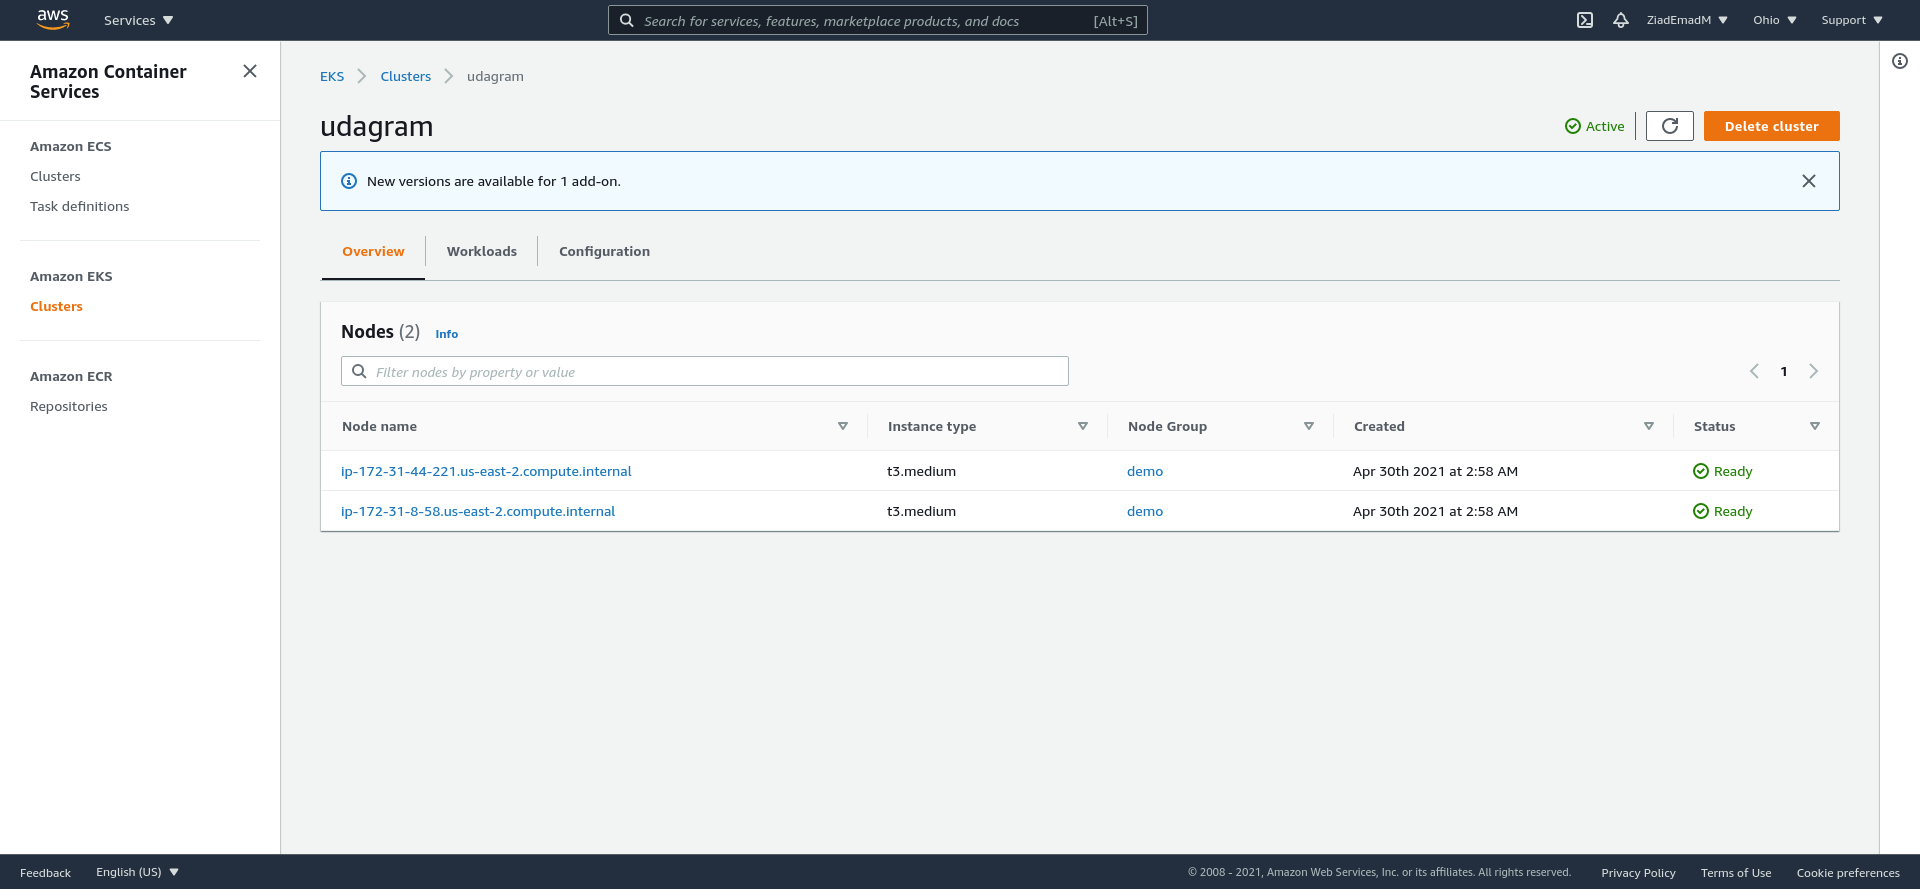 aws Services Search for services, features, marketplace products, and docs [Alt+S] ZiadEmadM Ohio Support
Amazon Container
Services
Amazon ECS
Clusters
Task definitions
Amazon EKS
Clusters
Amazon ECR
Repositories
EKS Clusters udagram
udagram Active Delete cluster
New versions are available for 1 add-on.
Overview Workloads Configuration
Nodes (2) Info
Filter nodes by property or value 1
Node name Instance type Node Group Created Status
ip-172-31-44-221.us-east-2.compute.internal t3.medium demo Apr 30th 2021 at 2:58 AM Ready
ip-172-31-8-58.us-east-2.compute.internal t3.medium demo Apr 30th 2021 at 2:58 AM Ready
Feedback English (US) © 2008 - 2021, Amazon Web Services, Inc. or its affiliates. All rights reserved. Privacy Policy Terms of Use Cookie preferences